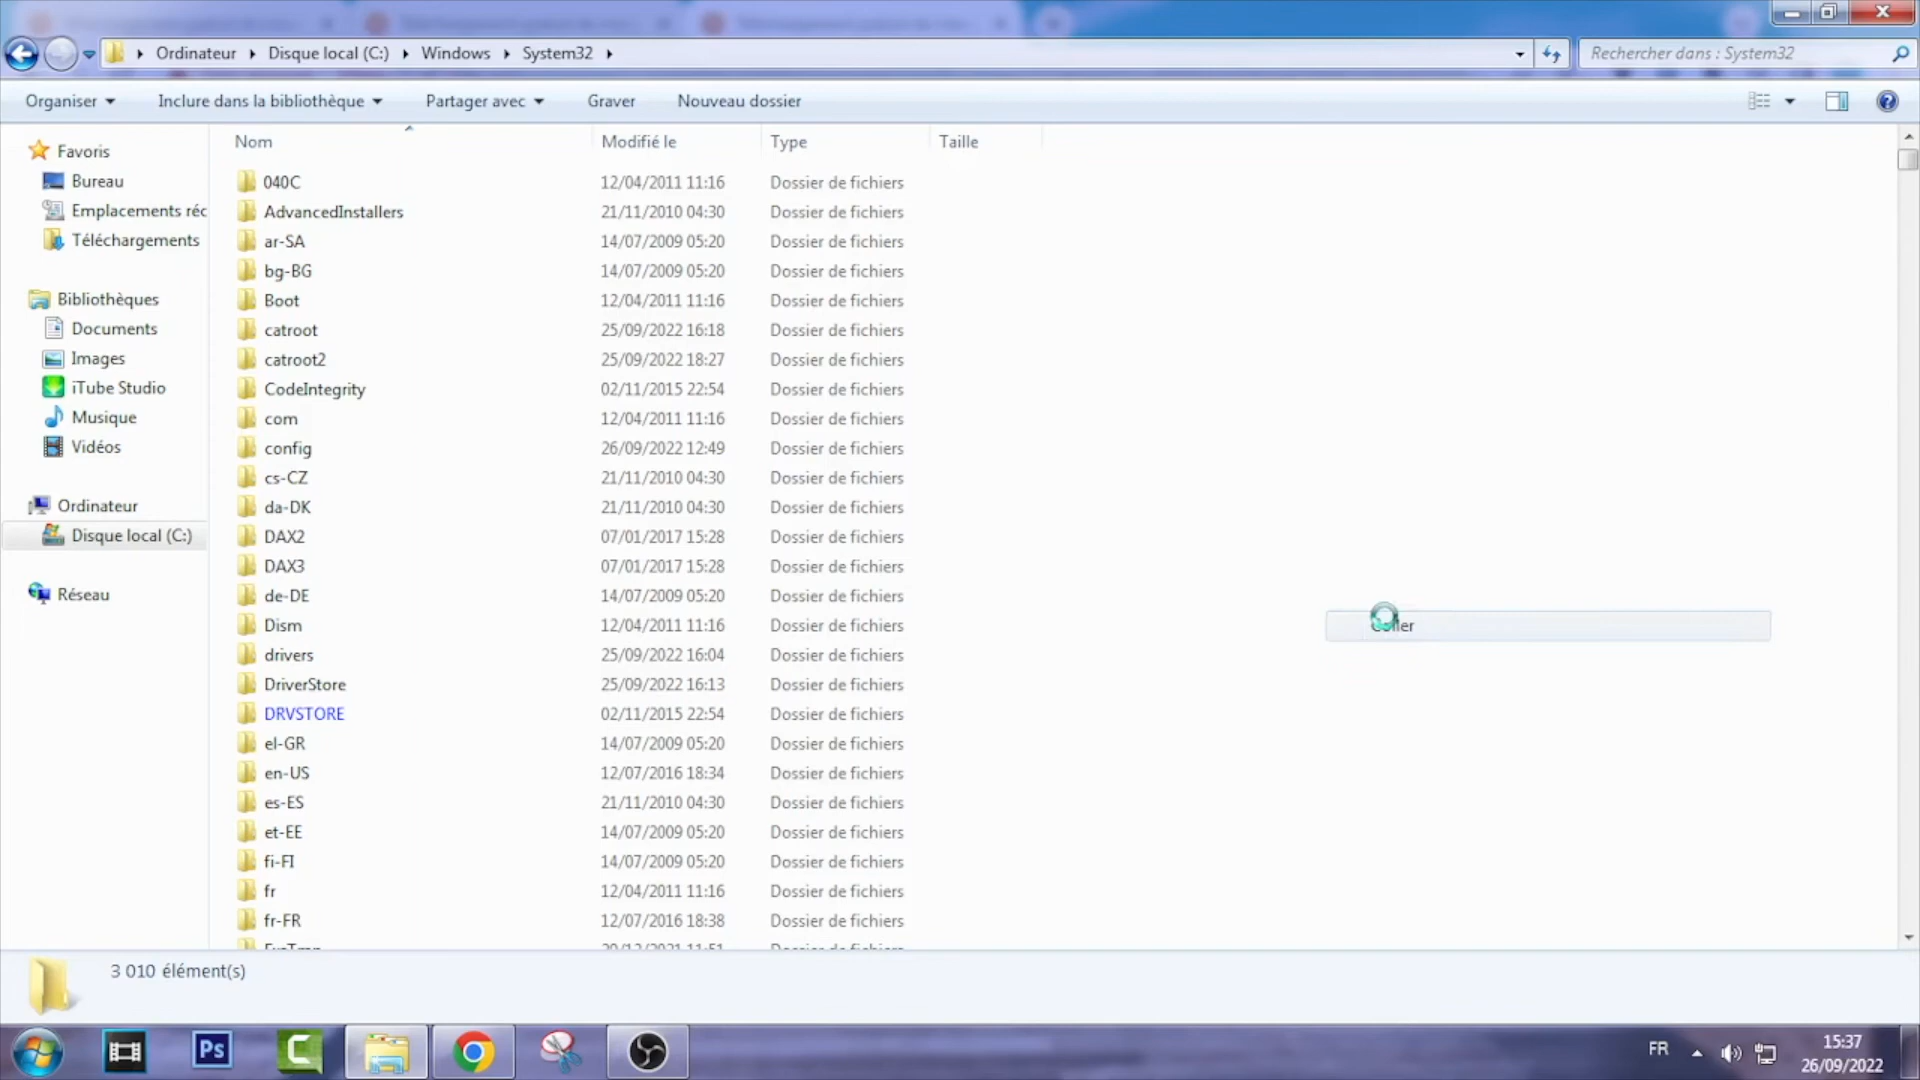 Ordinateur Disque local (C:) Windows System32
Rechercher dans : System32
Organiser Inclure dans la bibliothèque Partager avec Graver Nouveau dossier
Nom Modifié le Type Taille
Favoris
Bureau
Emplacements réc
Téléchargements
Bibliothèques
Documents
Images
iTube Studio
Musique
Vidéos
Ordinateur
Disque local (C:)
Réseau
040C 12/04/2011 11:16 Dossier de fichiers
AdvancedInstallers 21/11/2010 04:30 Dossier de fichiers
ar-SA 14/07/2009 05:20 Dossier de fichiers
bg-BG 14/07/2009 05:20 Dossier de fichiers
Boot 12/04/2011 11:16 Dossier de fichiers
catroot 25/09/2022 16:18 Dossier de fichiers
catroot2 25/09/2022 18:27 Dossier de fichiers
CodeIntegrity 02/11/2015 22:54 Dossier de fichiers
com 12/04/2011 11:16 Dossier de fichiers
config 26/09/2022 12:49 Dossier de fichiers
cs-CZ 21/11/2010 04:30 Dossier de fichiers
da-DK 21/11/2010 04:30 Dossier de fichiers
DAX2 07/01/2017 15:28 Dossier de fichiers
DAX3 07/01/2017 15:28 Dossier de fichiers
de-DE 14/07/2009 05:20 Dossier de fichiers
Dism 12/04/2011 11:16 Dossier de fichiers
drivers 25/09/2022 16:04 Dossier de fichiers
DriverStore 25/09/2022 16:13 Dossier de fichiers
DRVSTORE 02/11/2015 22:54 Dossier de fichiers
el-GR 14/07/2009 05:20 Dossier de fichiers
en-US 12/07/2016 18:34 Dossier de fichiers
es-ES 21/11/2010 04:30 Dossier de fichiers
et-EE 14/07/2009 05:20 Dossier de fichiers
fi-FI 14/07/2009 05:20 Dossier de fichiers
fr 12/04/2011 11:16 Dossier de fichiers
fr-FR 12/07/2016 18:38 Dossier de fichiers
Coller
3 010 élément(s)
Ps
FR
15:37
26/09/2022